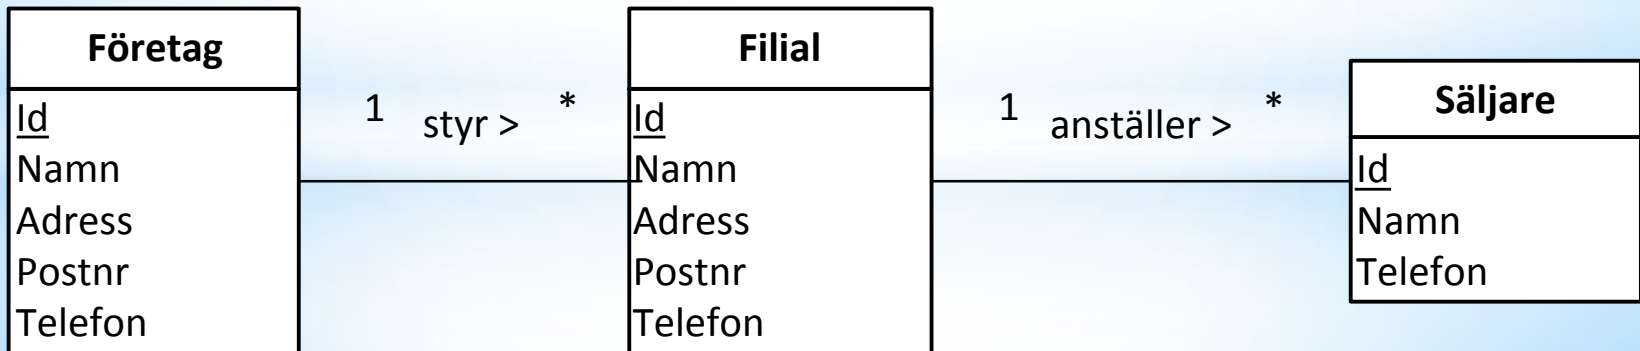 Företag
Id
Namn
Adress
Postnr
Telefon
1 styr > *
Filial
Id
Namn
Adress
Postnr
Telefon
1 anställer > *
Säljare
Id
Namn
Telefon